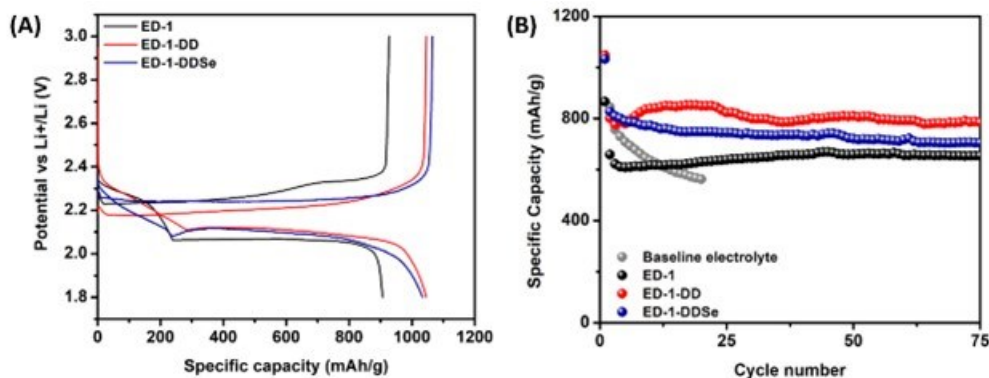 (A)
ED-1
ED-1-DD
ED-1-DDSe
3.0
2.8
2.6
2.4
2.2
2.0
1.8
Potential vs Li+/Li (V)
0 200 400 600 800 1000 1200
Specific capacity (mAh/g)
(B)
1200
900
600
300
0
Specific Capacity (mAh/g)
Baseline electrolyte
ED-1
ED-1-DD
ED-1-DDSe
0 25 50 75
Cycle number